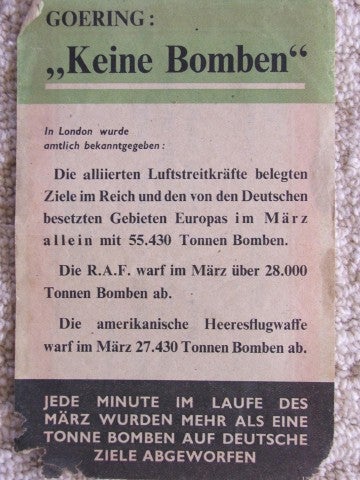 GOERING:
„Keine Bomben“
In London wurde
amtlich bekanntgegeben:
Die alliierten Luftstreitkräfte belegten
Ziele im Reich und den von den Deutschen
besetzten Gebieten Europas im März
allein mit 55.430 Tonnen Bomben.
Die R.A.F. warf im März über 28.000
Tonnen Bomben ab.
Die amerikanische Heeresflugwaffe
warf im März 27.430 Tonnen Bomben ab.
JEDE MINUTE IM LAUFE DES
MÄRZ WURDEN MEHR ALS EINE
TONNE BOMBEN AUF DEUTSCHE
ZIELE ABGEWORFEN